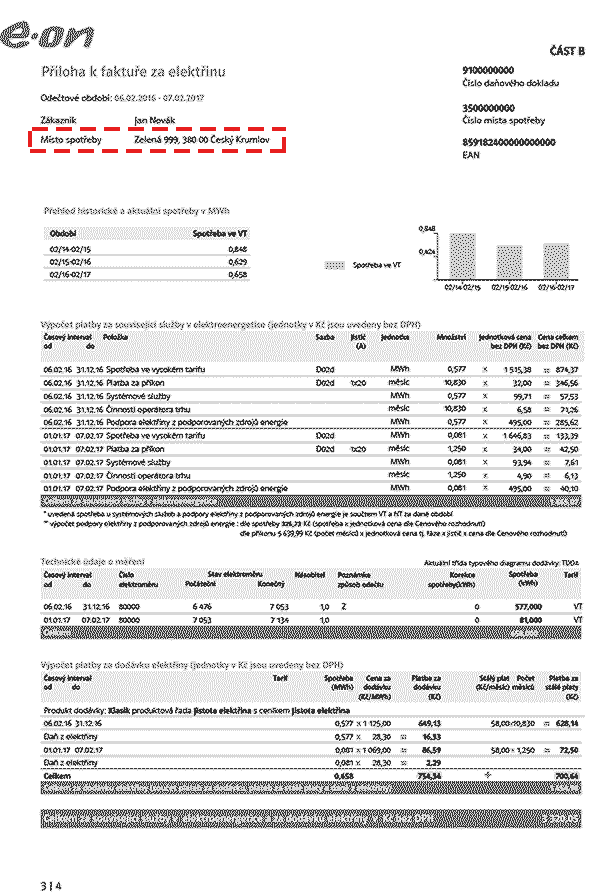 e·on
ČÁST B
Příloha k faktuře za elektřinu
9100000000
Číslo daňového dokladu
Odečtové období: 06.02.2016 - 07.02.2017
3500000000
Číslo místa spotřeby
Zákazník Jan Novák
Místo spotřeby Zelená 999, 380 00 Český Krumlov
859182400000000000
EAN
Přehled historické a aktuální spotřeby v MWh
Období Spotřeba ve VT
02/14-02/15 0,848
02/15-02/16 0,629
02/16-02/17 0,658
0,848
0,424
Spotřeba ve VT
02/14-02/15 02/15-02/16 02/16-02/17
Výpočet platby za související služby v elektroenergetice (jednotky v Kč jsou uvedeny bez DPH)
Časový interval Položka Sazba Jistič Jednotka Množství Jednotková cena Cena celkem
od do (A) bez DPH (Kč) bez DPH (Kč)
06.02.16 31.12.16 Spotřeba ve vysokém tarifu D02d MWh 0,577 x 1 515,38 = 874,37
06.02.16 31.12.16 Platba za příkon D02d 1x20 měsíc 10,830 x 32,00 = 346,56
06.02.16 31.12.16 Systémové služby MWh 0,577 x 99,71 = 57,53
06.02.16 31.12.16 Činnosti operátora trhu měsíc 10,830 x 6,58 = 71,26
06.02.16 31.12.16 Podpora elektřiny z podporovaných zdrojů energie MWh 0,577 x 495,00 = 285,62
01.01.17 07.02.17 Spotřeba ve vysokém tarifu D02d MWh 0,081 x 1 646,83 = 133,39
01.01.17 07.02.17 Platba za příkon D02d 1x20 měsíc 1,250 x 34,00 = 42,50
01.01.17 07.02.17 Systémové služby MWh 0,081 x 93,94 = 7,61
01.01.17 07.02.17 Činnosti operátora trhu měsíc 1,250 x 4,90 = 6,13
01.01.17 07.02.17 Podpora elektřiny z podporovaných zdrojů energie MWh 0,081 x 495,00 = 40,10
* uvedená spotřeba u systémových služeb a podpory elektřiny z podporovaných zdrojů energie je součtem VT a NT za dané období
** výpočet podpory elektřiny z podporovaných zdrojů energie : dle spotřeby Kč (spotřeba x jednotková cena dle Cenového rozhodnutí)
dle příkonu Kč (počet měsíců x jednotková cena tj. fáze x jistič x cena dle Cenového rozhodnutí)
Technické údaje o měření Aktuální třída typového diagramu dodávky: TDD4
Časový interval Číslo Stav elektroměru Násobitel Poznámka Korekce Spotřeba Tarif
od do elektroměru Počáteční Konečný způsob odečtu spotřeby(kWh) (kWh)
06.02.16 31.12.16 80000 6 476 7 053 1,0 Z 0 577,000 VT
01.01.17 07.02.17 80000 7 053 7 134 1,0 0 81,000 VT
Celkem
Výpočet platby za dodávku elektřiny (jednotky v Kč jsou uvedeny bez DPH)
Časový interval Tarif Spotřeba Cena za Platba za Stálý plat Počet Platba za
od do (MWh) dodávku dodávku (Kč/měsíc) měsíců stálé platy
(Kč/MWh) (Kč) (Kč)
Produkt dodávky: Klasik produktová řada Jistota elektřina s ceníkem Jistota elektřina
06.02.16 31.12.16 0,577 x 1 125,00 = 649,13 58,00 x 10,830 = 628,14
Daň z elektřiny 0,577 x 28,30 = 16,33
01.01.17 07.02.17 0,081 x 1 069,00 = 86,59 58,00 x 1,250 = 72,50
Daň z elektřiny 0,081 x 28,30 = 2,29
Celkem 0,658 754,34 + 700,64
Celkem za související služby v elektroenergetice a za dodávku elektřiny v Kč bez DPH 3 320,05
3 | 4